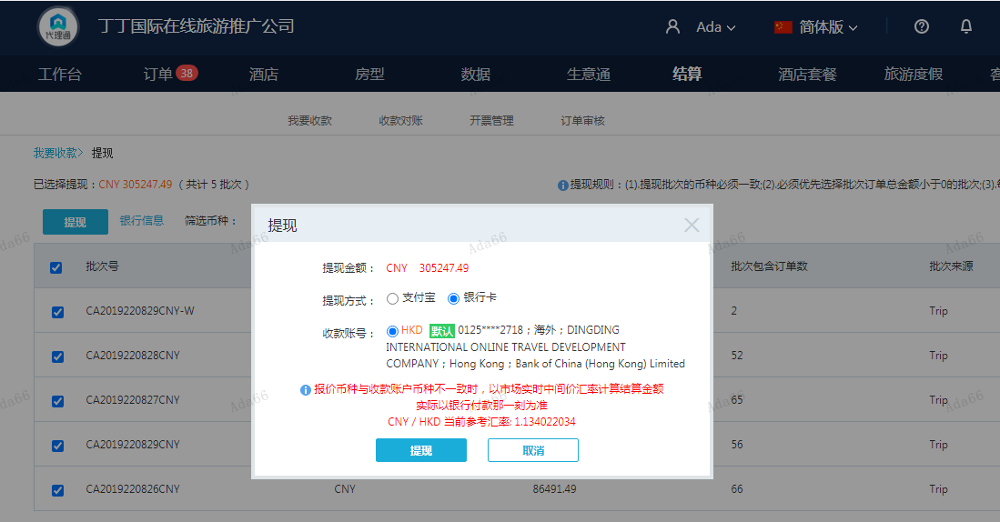 代理通
丁丁国际在线旅游推广公司
Ada
简体版
工作台
订单 38
酒店
房型
数据
生意通
结算
酒店套餐
旅游度假
我要收款
收款对账
开票管理
订单审核
我要收款> 提现
已选择提现：CNY 305247.49（共计 5 批次）
提现规则：(1).提现批次的币种必须一致;(2).必须优先选择批次订单总金额小于0的批次;(3).
提现
银行信息
筛选币种：
批次号
批次包含订单数
批次来源
CA2019220829CNY-W
2
Trip
CA2019220828CNY
52
Trip
CA2019220827CNY
65
Trip
CA2019220829CNY
56
Trip
CA2019220826CNY
CNY
86491.49
66
Trip
提现
提现金额： CNY 305247.49
提现方式： 支付宝 银行卡
收款账号： HKD 默认 0125****2718；海外；DINGDING
INTERNATIONAL ONLINE TRAVEL DEVELOPMENT
COMPANY；Hong Kong；Bank of China (Hong Kong) Limited
报价币种与收款账户币种不一致时，以市场实时中间价汇率计算结算金额
实际以银行付款那一刻为准
CNY / HKD 当前参考汇率: 1.134022034
提现
取消
Ada66
Ada66
Ada66
Ada66
Ada66
Ada66
Ada66
Ada66
Ada66